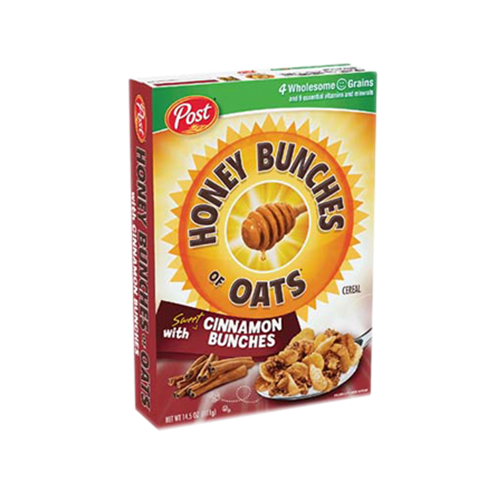 4 Wholesome Grains
and 9 essential vitamins and minerals
Post
HONEY BUNCHES
OF OATS
CEREAL
Sweet
with CINNAMON
BUNCHES
NET WT 14.5 OZ
HONEY BUNCHES OF OATS
with CINNAMON BUNCHES
Post